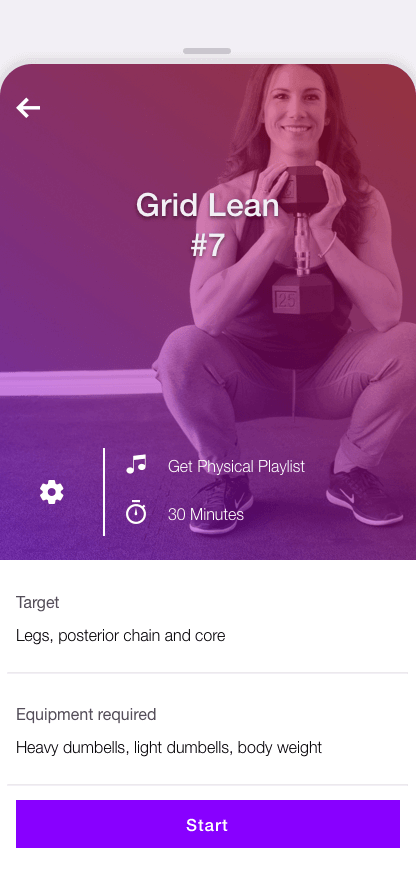 Grid Lean
#7
25
Get Physical Playlist
30 Minutes
Target
Legs, posterior chain and core
Equipment required
Heavy dumbells, light dumbells, body weight
Start